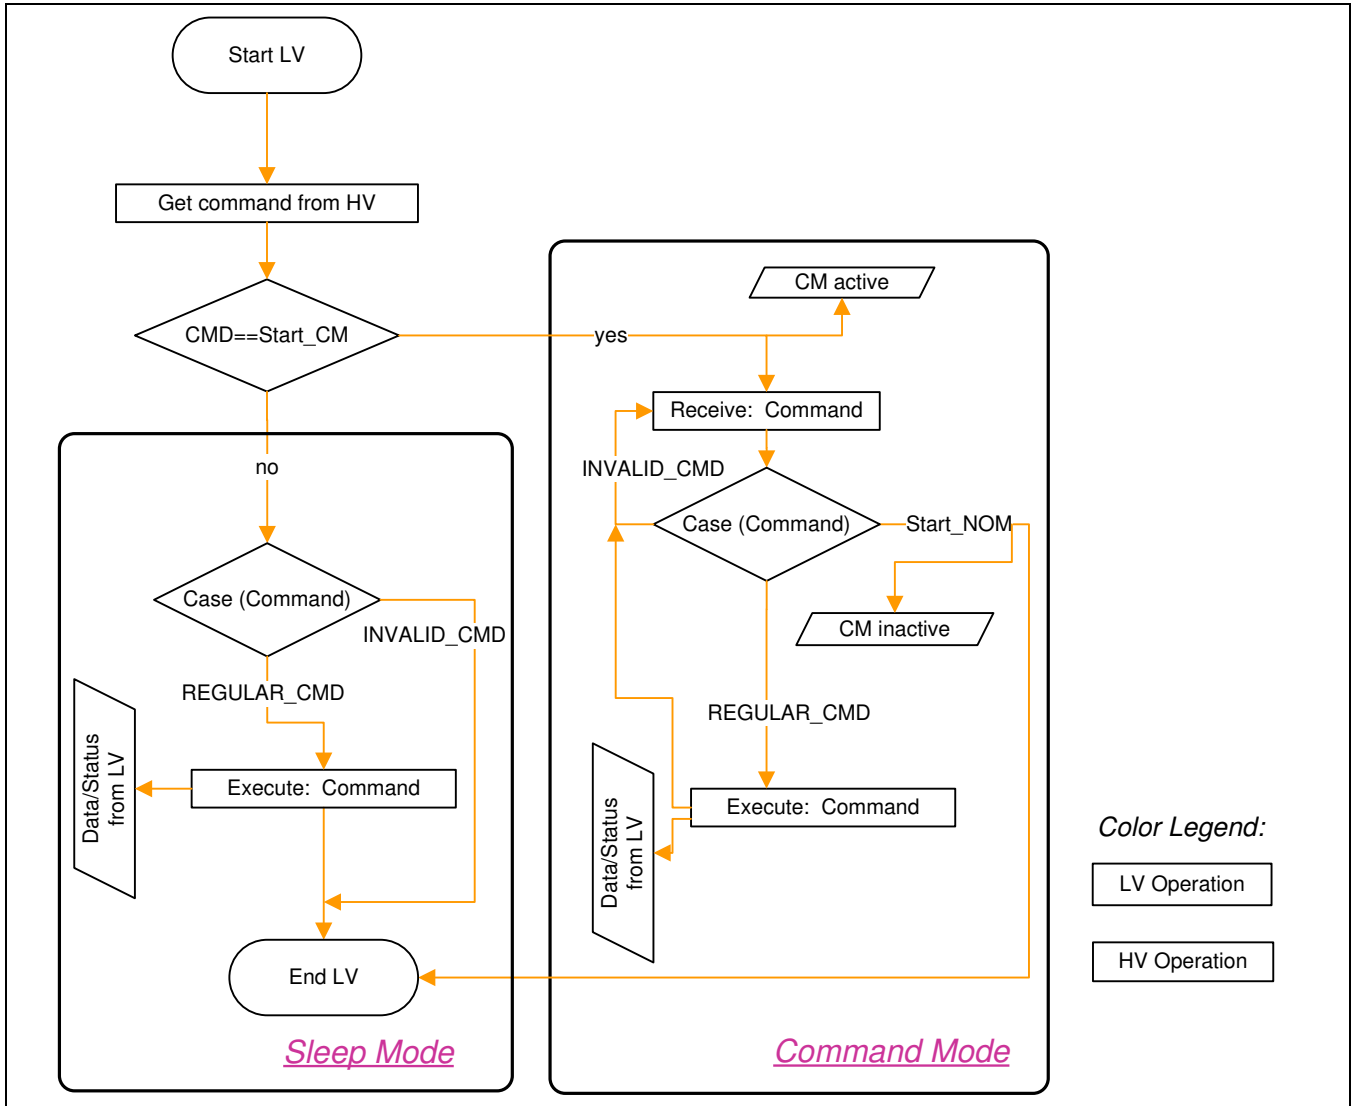 Start LV
Get command from HV
CMD==Start_CM
yes
no
CM active
Receive: Command
INVALID_CMD
Case (Command)
Start_NOM
CM inactive
REGULAR_CMD
Execute: Command
Data/Status
from LV
Command Mode
Case (Command)
INVALID_CMD
REGULAR_CMD
Execute: Command
Data/Status
from LV
End LV
Sleep Mode
Color Legend:
LV Operation
HV Operation